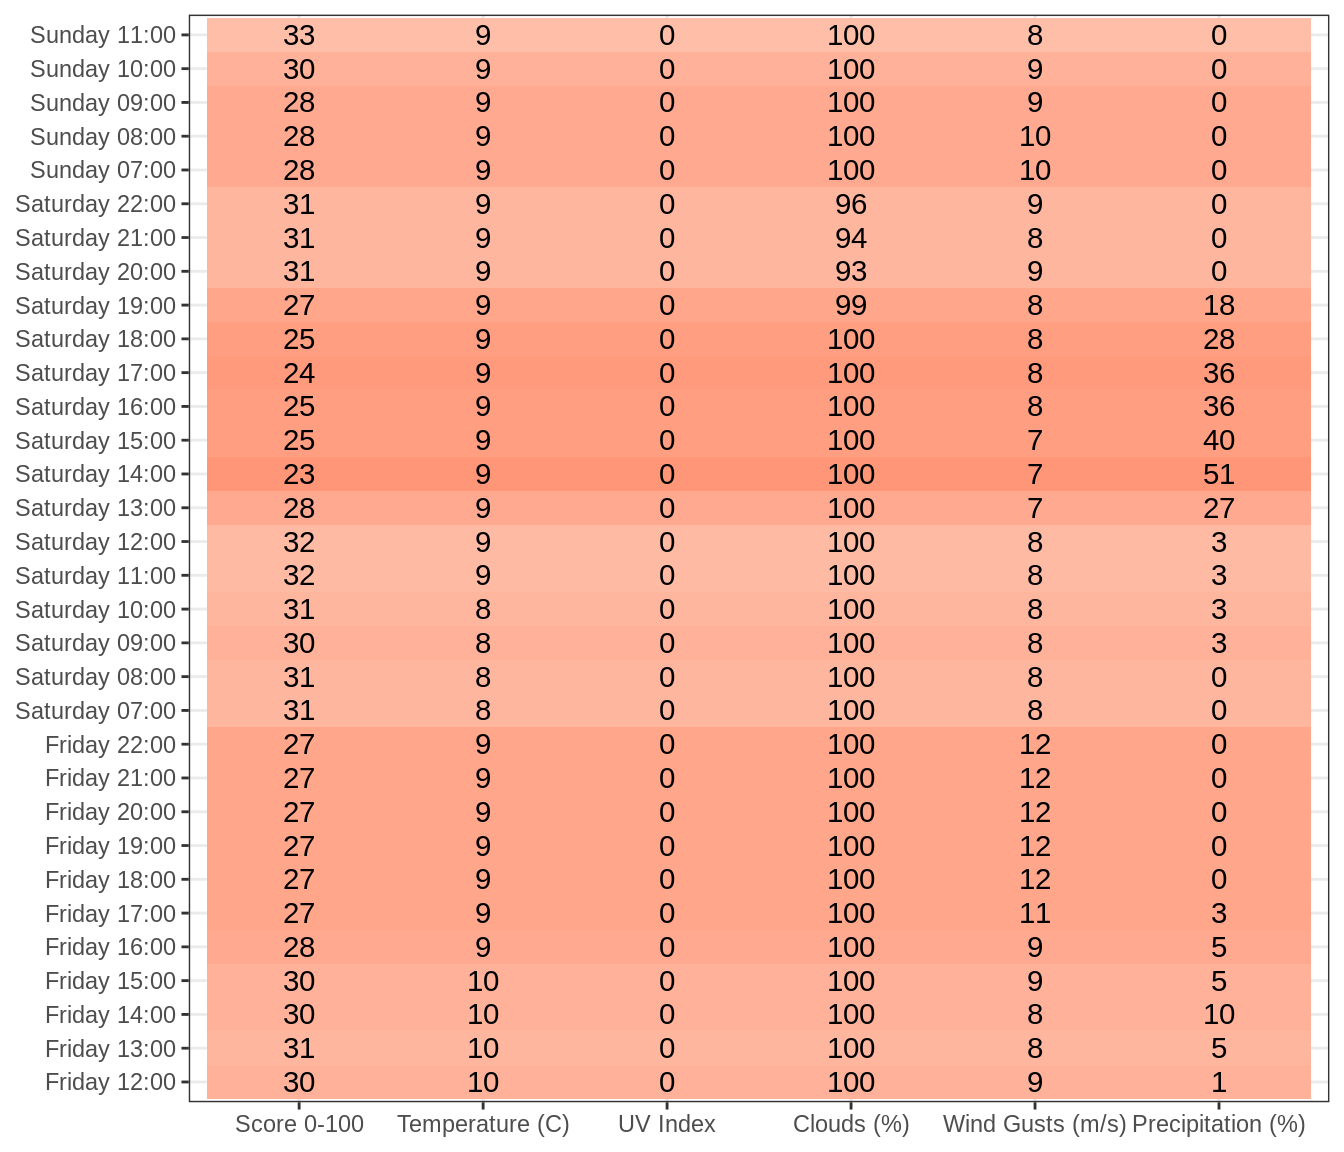 Sunday 11:00 33 9 0 100 8 0
Sunday 10:00 30 9 0 100 9 0
Sunday 09:00 28 9 0 100 9 0
Sunday 08:00 28 9 0 100 10 0
Sunday 07:00 28 9 0 100 10 0
Saturday 22:00 31 9 0 96 9 0
Saturday 21:00 31 9 0 94 8 0
Saturday 20:00 31 9 0 93 9 0
Saturday 19:00 27 9 0 99 8 18
Saturday 18:00 25 9 0 100 8 28
Saturday 17:00 24 9 0 100 8 36
Saturday 16:00 25 9 0 100 8 36
Saturday 15:00 25 9 0 100 7 40
Saturday 14:00 23 9 0 100 7 51
Saturday 13:00 28 9 0 100 7 27
Saturday 12:00 32 9 0 100 8 3
Saturday 11:00 32 9 0 100 8 3
Saturday 10:00 31 8 0 100 8 3
Saturday 09:00 30 8 0 100 8 3
Saturday 08:00 31 8 0 100 8 0
Saturday 07:00 31 8 0 100 8 0
Friday 22:00 27 9 0 100 12 0
Friday 21:00 27 9 0 100 12 0
Friday 20:00 27 9 0 100 12 0
Friday 19:00 27 9 0 100 12 0
Friday 18:00 27 9 0 100 12 0
Friday 17:00 27 9 0 100 11 3
Friday 16:00 28 9 0 100 9 5
Friday 15:00 30 10 0 100 9 5
Friday 14:00 30 10 0 100 8 10
Friday 13:00 31 10 0 100 8 5
Friday 12:00 30 10 0 100 9 1
Score 0-100 Temperature (C) UV Index Clouds (%) Wind Gusts (m/s) Precipitation (%)